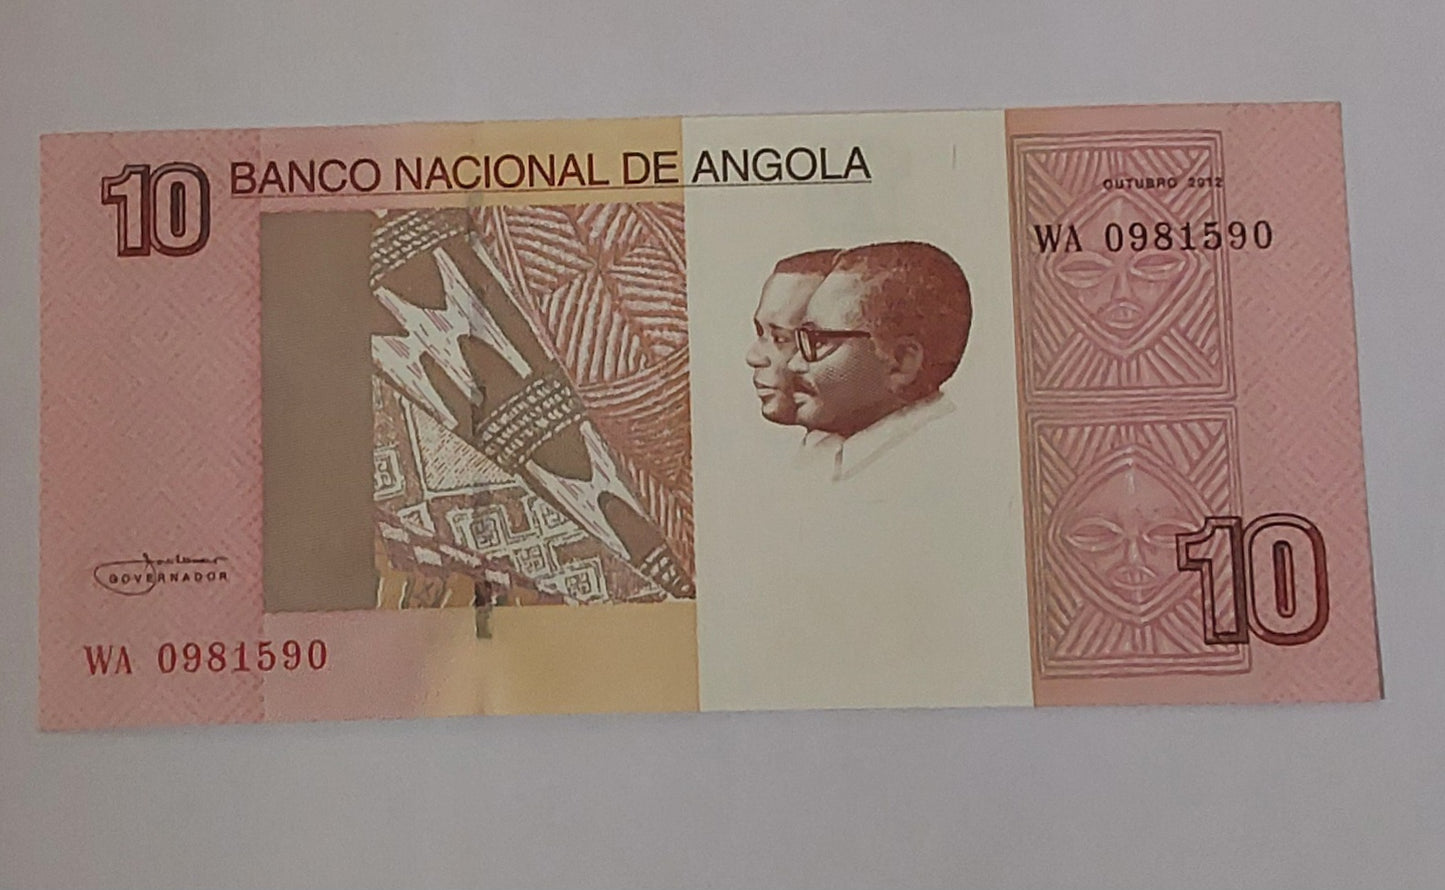 10
BANCO NACIONAL DE ANGOLA
OUTUBRO 2012
WA 0981590
GOVERNADOR
10
WA 0981590